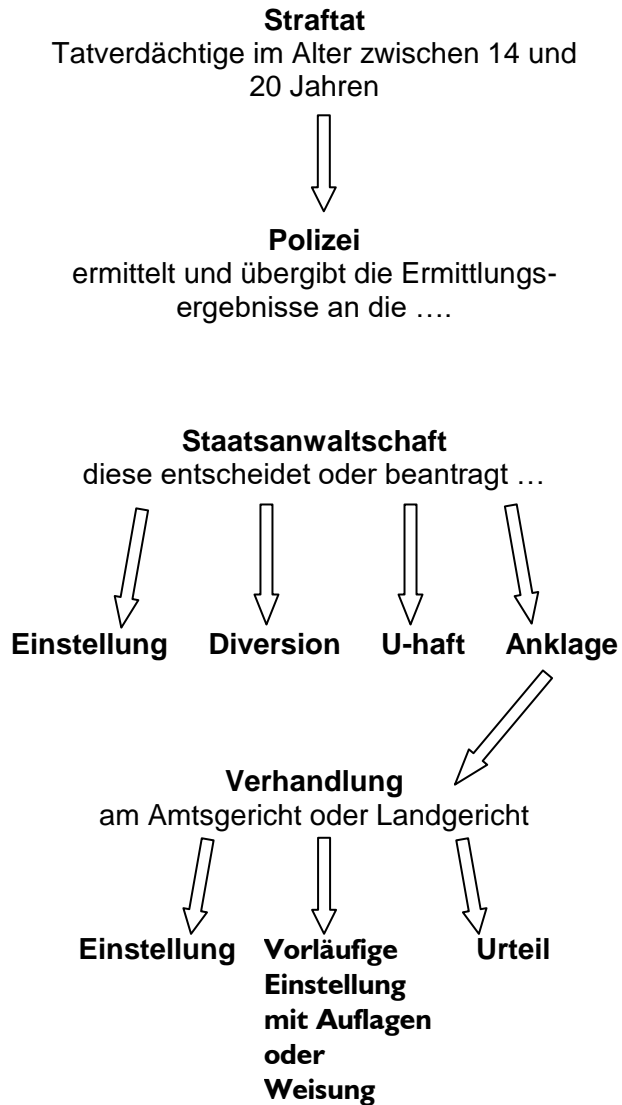 Straftat
Tatverdächtige im Alter zwischen 14 und
20 Jahren
Polizei
ermittelt und übergibt die Ermittlungs-
ergebnisse an die ….
Staatsanwaltschaft
diese entscheidet oder beantragt …
Einstellung Diversion U-haft Anklage
Verhandlung
am Amtsgericht oder Landgericht
Einstellung Vorläufige Urteil
Einstellung
mit Auflagen
oder
Weisung